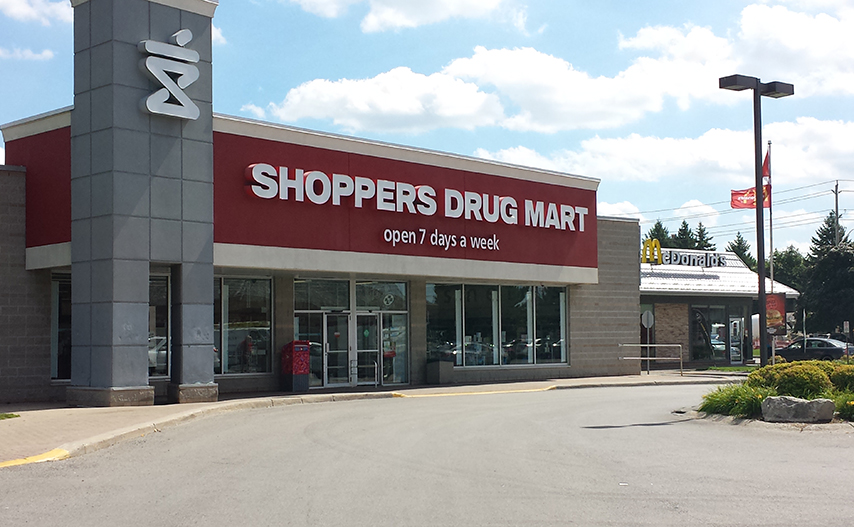 SHOPPERS DRUG MART
open 7 days a week
McDonald's